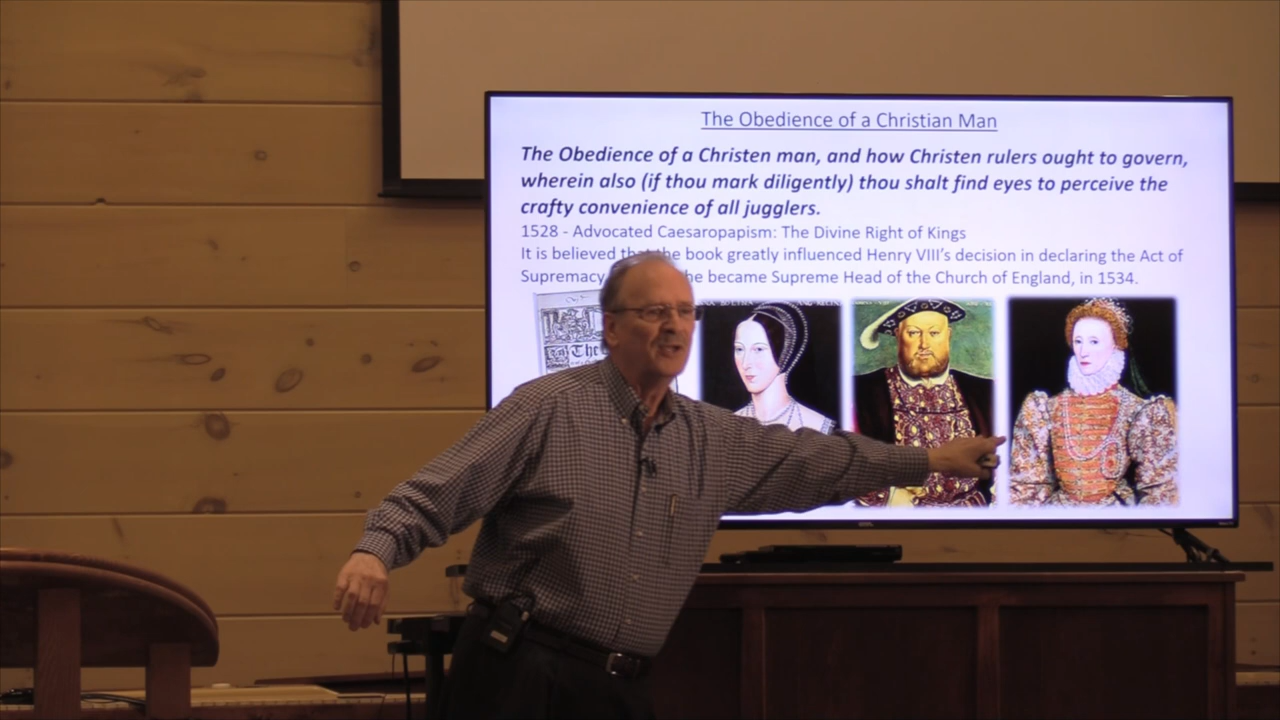 The Obedience of a Christian Man
The Obedience of a Christen man, and how Christen rulers ought to govern,
wherein also (if thou mark diligently) thou shalt find eyes to perceive the
crafty convenience of all jugglers.
1528 - Advocated Caesaropapism: The Divine Right of Kings
It is believed that the book greatly influenced Henry VIII's decision in declaring the Act of
Supremacy he became Supreme Head of the Church of England, in 1534.
The